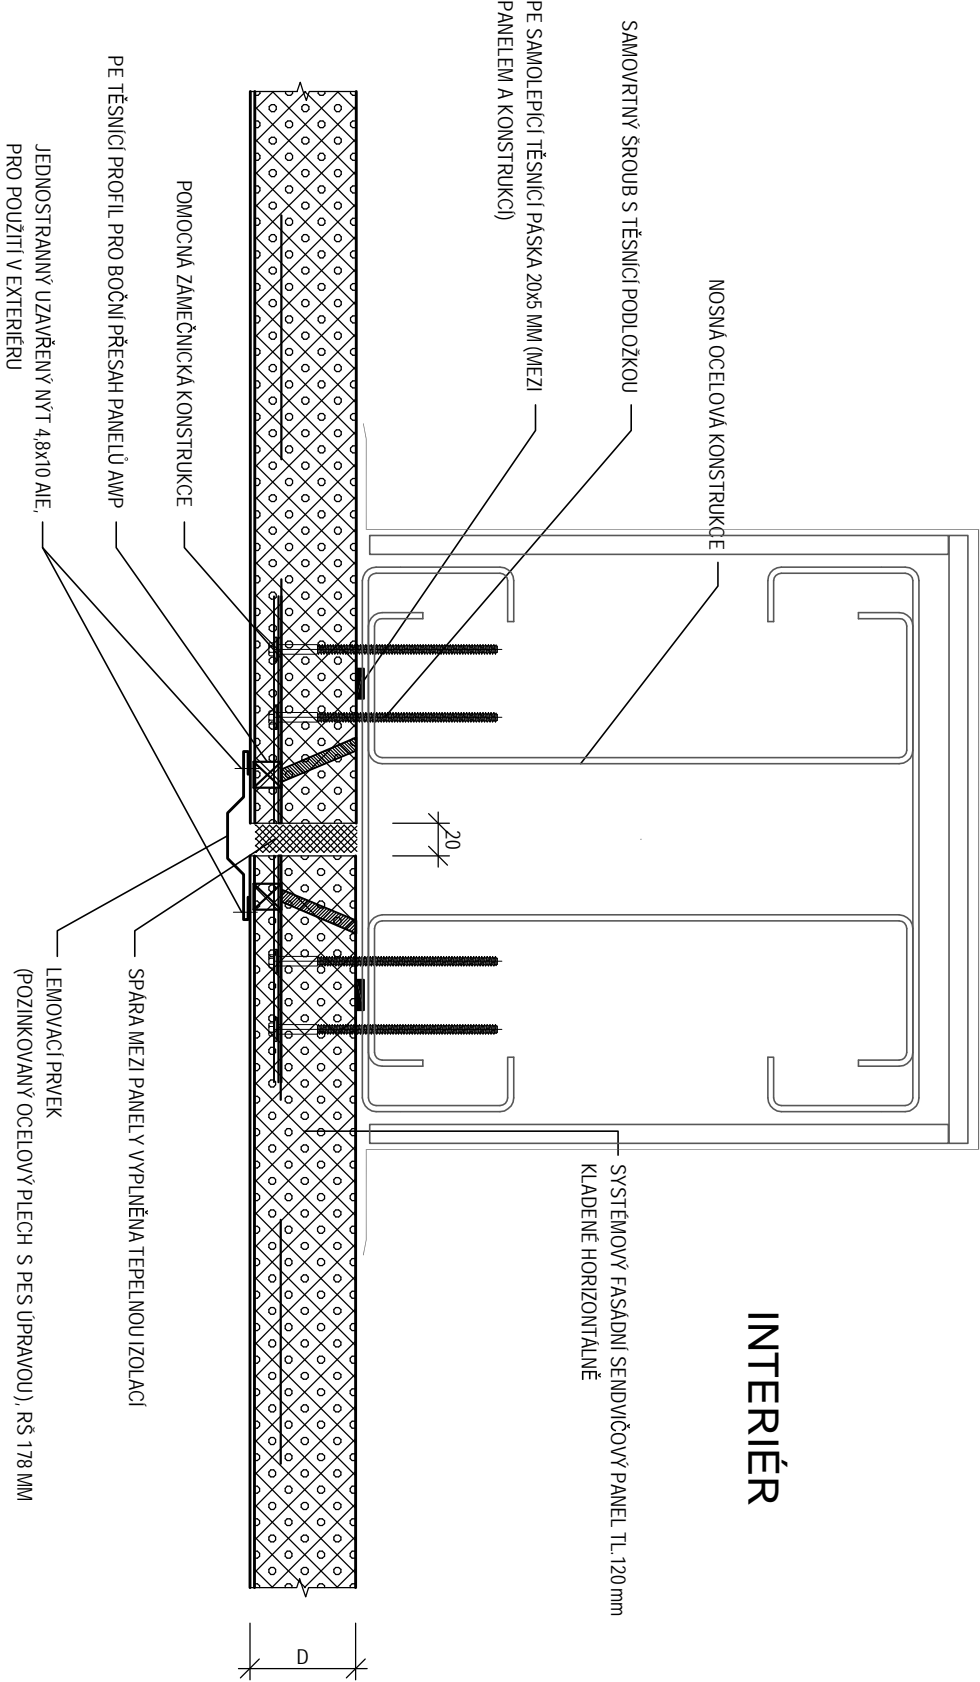 INTERIÉR
NOSNÁ OCELOVÁ KONSTRUKCE
SAMOVRTNÝ ŠROUB S TĚSNÍCÍ PODLOŽKOU
PE SAMOLEPÍCÍ TĚSNÍCÍ PÁSKA 20x5 MM (MEZI
PANELEM A KONSTRUKCÍ)
SYSTÉMOVÝ FASÁDNÍ SENDVIČOVÝ PANEL TL.120 mm
KLADENÉ HORIZONTÁLNĚ
20
D
POMOCNÁ ZÁMEČNICKÁ KONSTRUKCE
PE TĚSNÍCÍ PROFIL PRO BOČNÍ PŘESAH PANELŮ AWP
JEDNOSTRANNÝ UZAVŘENÝ NÝT 4,8x10 AlE,
PRO POUŽITÍ V EXTERIÉRU
SPÁRA MEZI PANELY VYPLNĚNA TEPELNOU IZOLACÍ
LEMOVACÍ PRVEK
(POZINKOVANÝ OCELOVÝ PLECH S PES ÚPRAVOU), RŠ 178 MM